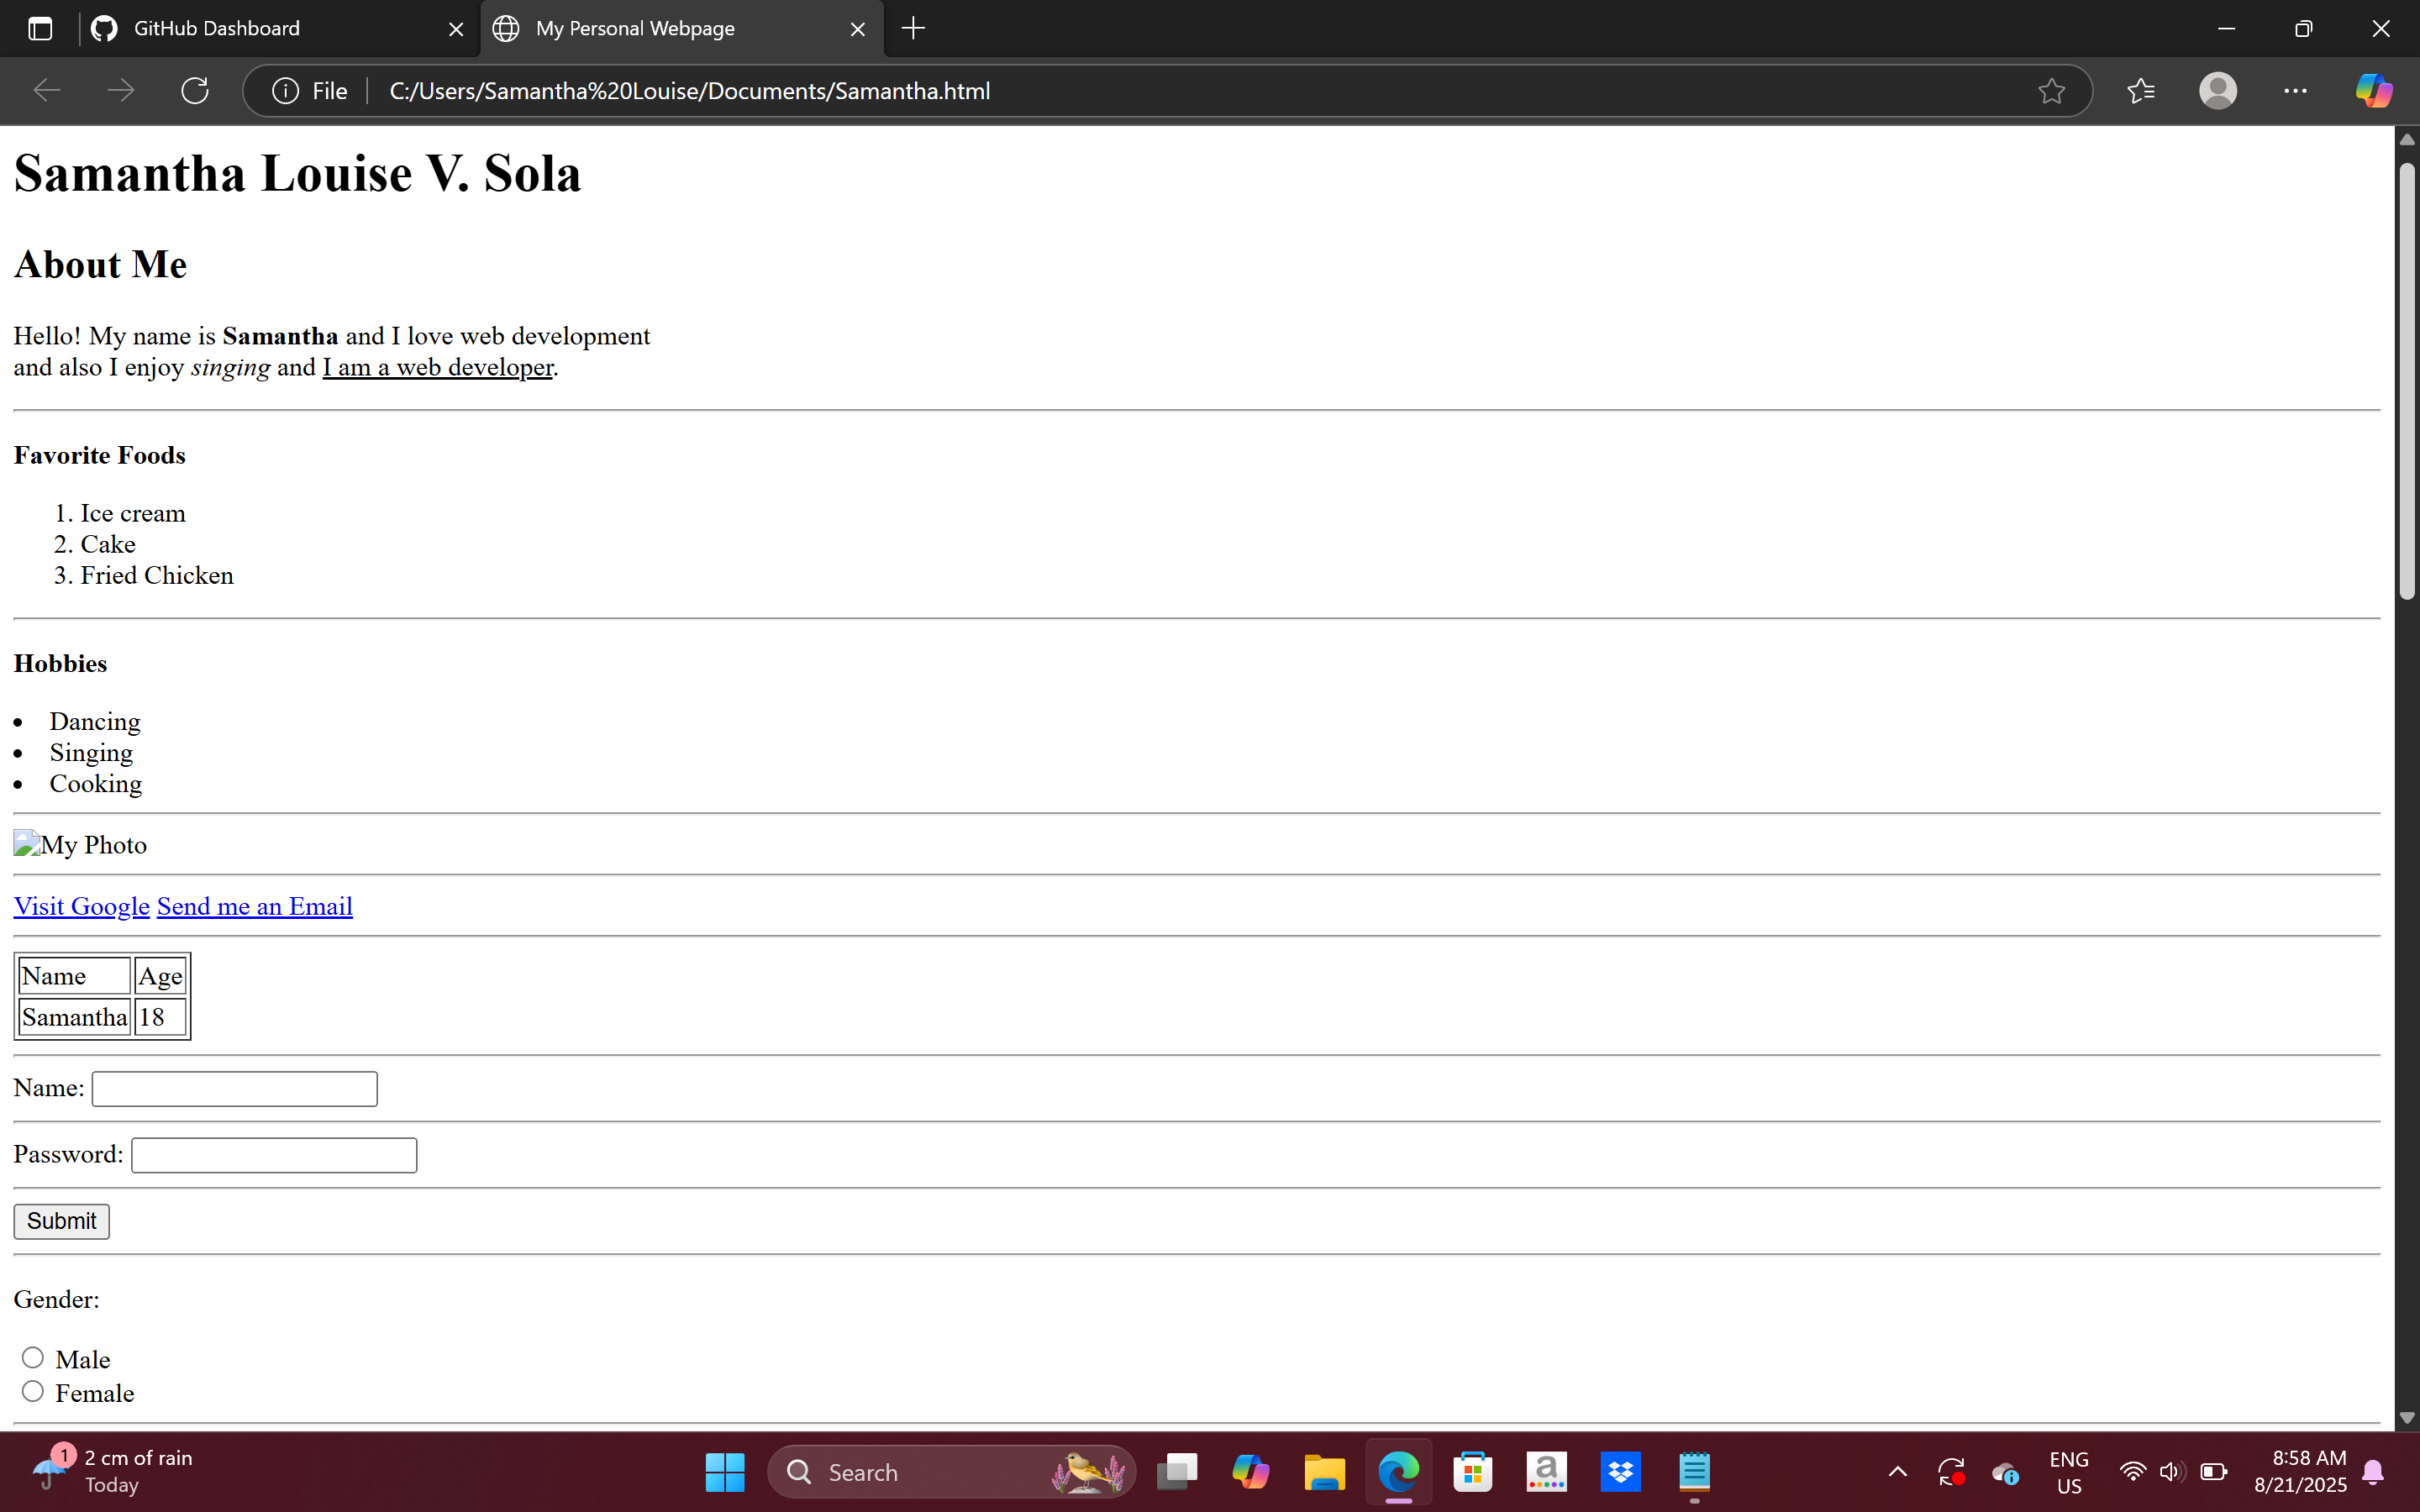 GitHub Dashboard
My Personal Webpage
File
C:/Users/Samantha%20Louise/Documents/Samantha.html
Samantha Louise V. Sola
About Me
Hello! My name is Samantha and I love web development
and also I enjoy singing and I am a web developer.
Favorite Foods
1. Ice cream
2. Cake
3. Fried Chicken
Hobbies
• Dancing
• Singing
• Cooking
My Photo
Visit Google Send me an Email
Name Age
Samantha 18
Name:
Password:
Submit
Gender:
Male
Female
1
2 cm of rain
Today
Search
a
ENG
US
8:58 AM
8/21/2025